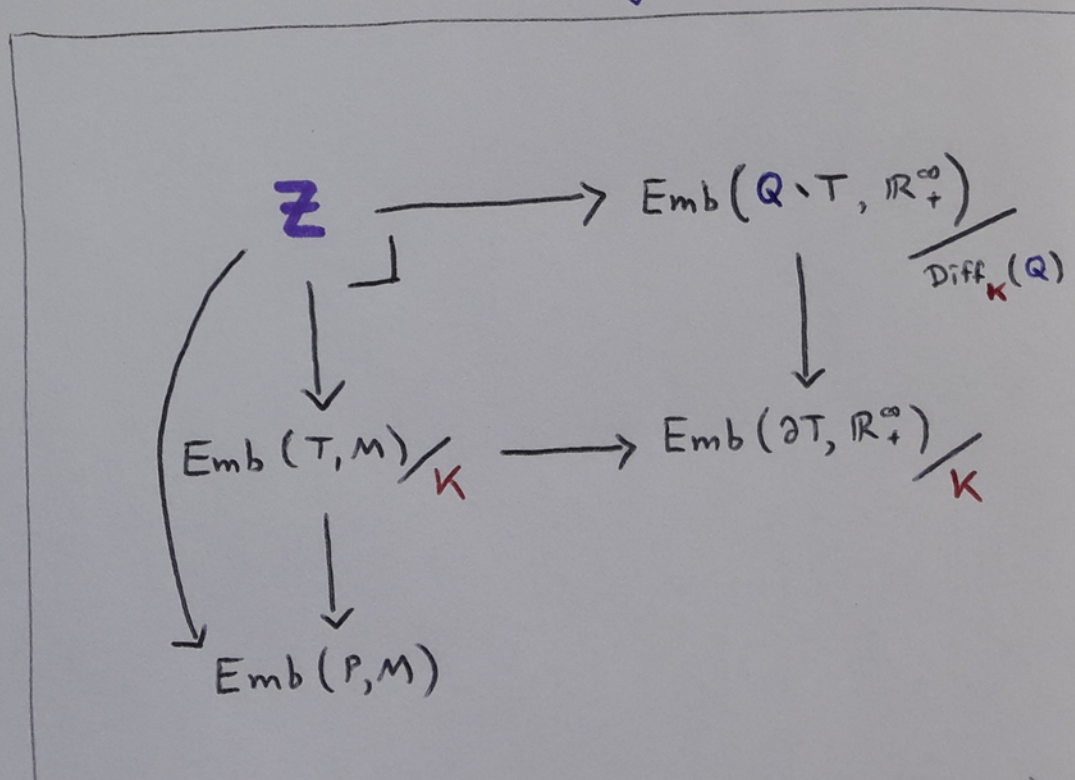 Z
Emb(Q∖T, ℝ₊^∞)/Diff_K(Q)
Emb(T, M)/K
Emb(∂T, ℝ₊^∞)/K
Emb(P, M)